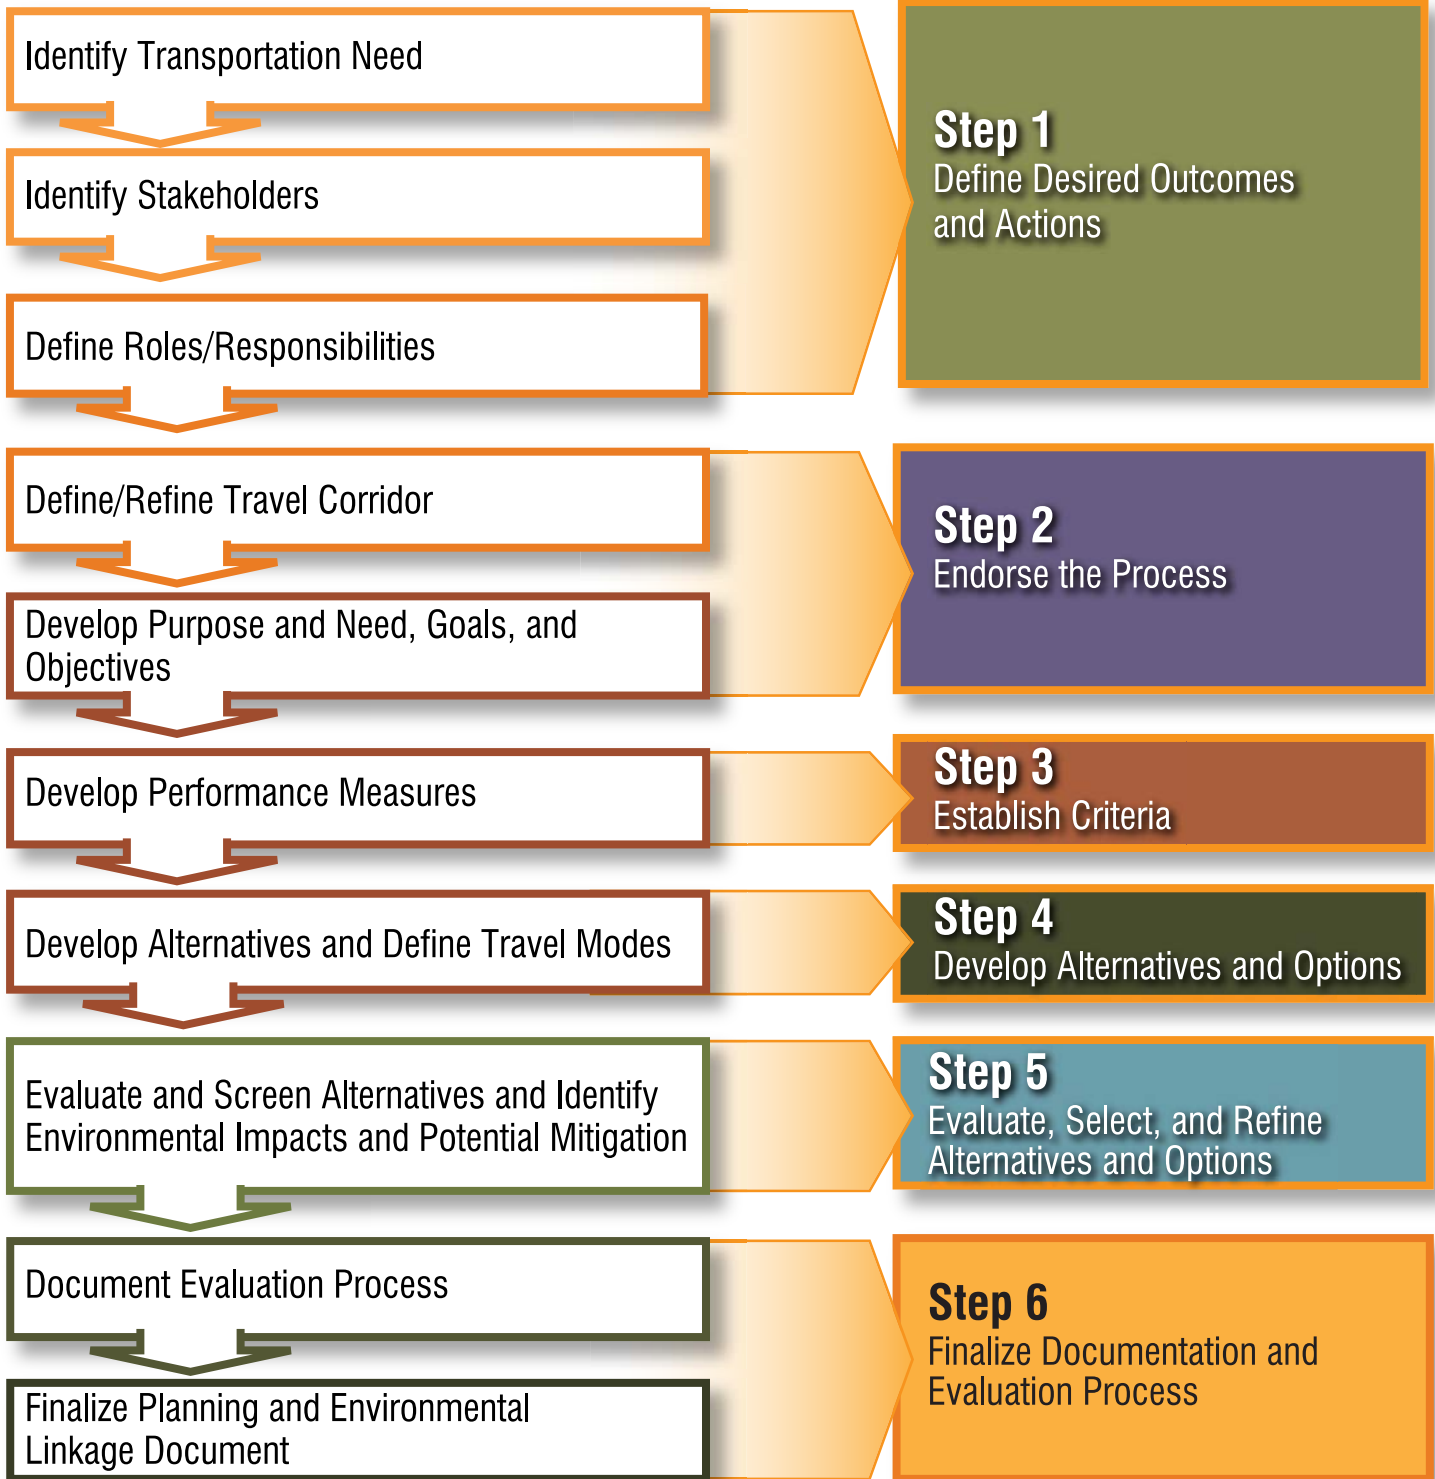 Identify Transportation Need
Identify Stakeholders
Define Roles/Responsibilities
Step 1
Define Desired Outcomes
and Actions
Define/Refine Travel Corridor
Develop Purpose and Need, Goals, and
Objectives
Step 2
Endorse the Process
Develop Performance Measures
Step 3
Establish Criteria
Develop Alternatives and Define Travel Modes
Step 4
Develop Alternatives and Options
Evaluate and Screen Alternatives and Identify
Environmental Impacts and Potential Mitigation
Step 5
Evaluate, Select, and Refine
Alternatives and Options
Document Evaluation Process
Finalize Planning and Environmental
Linkage Document
Step 6
Finalize Documentation and
Evaluation Process